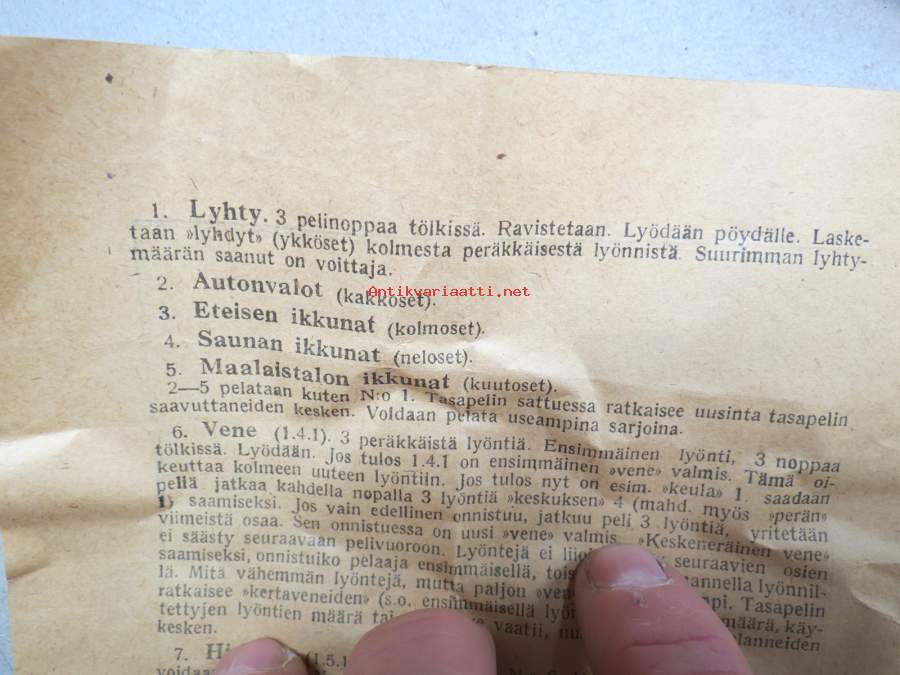 1. Lyhty. 3 pelinoppaa tölkissä. Ravistetaan. Lyödään pöydälle. Laske-
taan »lyhdyt» (ykköset) kolmesta peräkkäisestä lyönnistä. Suurimman lyhty-
määrän saanut on voittaja.
2. Autonvalot (kakköset).
Antikvariaatti.net
3. Eteisen ikkunat (kolmoset).
4. Saunan ikkunat (neloset).
5. Maalaistalon ikkunat (kuutoset).
2—5 pelataan kuten N:o 1. Tasapelin sattuessa ratkaisee uusinta tasapelin
saavuttaneiden kesken. Voidaan pelata useampina sarjoina.
6. Vene (1.4.1). 3 peräkkäistä lyöntiä. Ensimmäinen lyönti, 3 noppaa
tölkissä. Lyödään. Jos tulos 1.4.1 on ensimmäinen »vene» valmis. Tämä oi-
keuttaa kolmeen uuteen lyöntiin. Jos tulos nyt on esim. »keula» 1. saadaan
pellä jatkaa kahdella nopalla 3 lyöntiä »keskuksen» 4 (mahd. myös »perän»
1) saamiseksi. Jos vain edellinen onnistuu, jatkuu peli 3 lyöntiä, yritetään
viimeistä osaa. Sen onnistuessa on uusi »vene» valmis. »Keskeneräinen vene»
ei säästy seuraavaan pelivuoroon. Lyöntejä ei seuraavien osien
saamiseksi, onnistuiko pelaaja ensimmäisellä, lyönnil-
lä. Mitä vähemmän lyöntejä, mutta paljon Tasapelin
ratkaisee »kertaveneiden» (s.o. ensimmäisellä käy-
tettyjen lyöntien määrä vaatii,
kesken.
7.